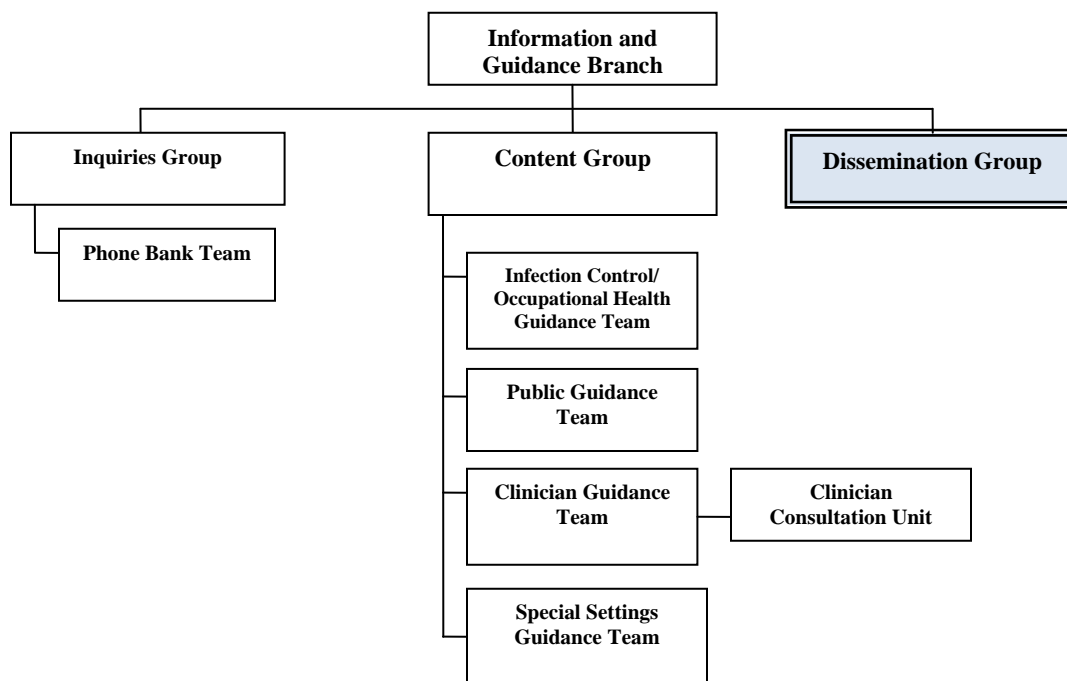 Information and
Guidance Branch
Inquiries Group
Content Group
Dissemination Group
Phone Bank Team
Infection Control/
Occupational Health
Guidance Team
Public Guidance
Team
Clinician Guidance
Team
Clinician
Consultation Unit
Special Settings
Guidance Team